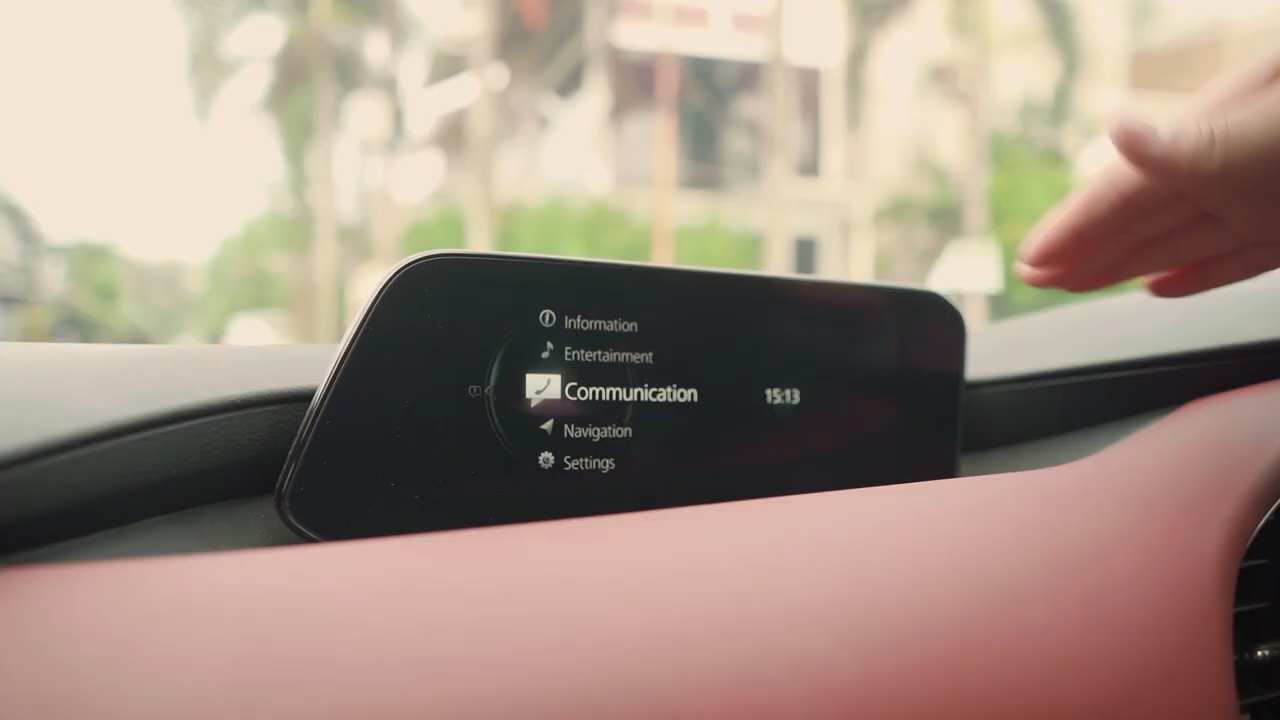 Information
Entertainment
Communication
15:13
Navigation
Settings